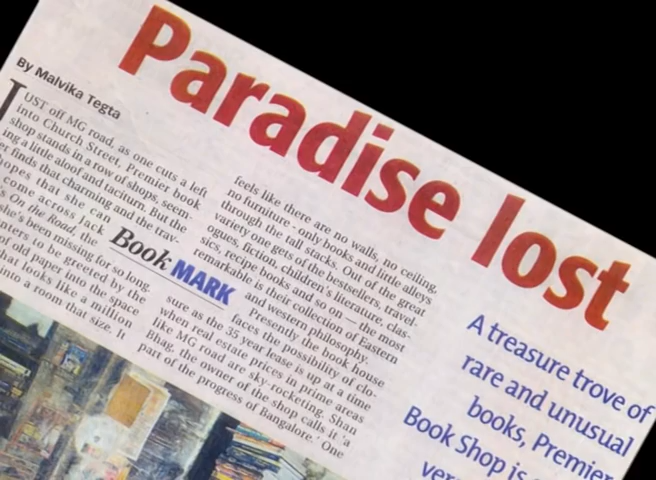 Paradise lost
By Malvika Tegta
JUST off MG road, as one cuts a left
into Church Street, Premier book
shop stands in a row of shops, seem-
ing a little aloof and taciturn. But the
finds that charming and the trav-
hopes that she can
come across Jack
On the Road, the
she's been missing for so long,
to be greeted by the
of old paper into the space
that looks like a million
into a room that size. It
Book MARK
feels like there are no walls, no ceiling,
no furniture - only books and little alleys
through the tall stacks. Out of the great
variety one gets of the bestsellers, travel-
ogues, fiction, children's literature, clas-
sics, recipe books and so on — the most
remarkable is their collection of Eastern
and western philosophy.
Presently the book house
faces the possibility of clo-
sure as the 35 year lease is up at a time
when real estate prices in prime areas
like MG road are sky-rocketing. Shan
Bhag, the owner of the shop calls it 'a
part of the progress of Bangalore.' One
A treasure trove of
rare and unusual
books, Premier
Book Shop is